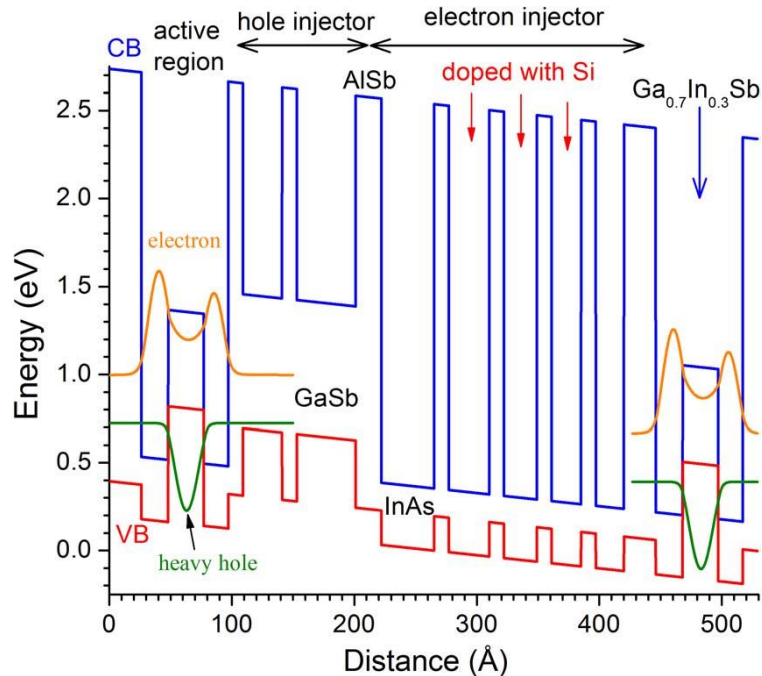 hole injector
electron injector
CB
active
region
AlSb
doped with Si
Ga0.7In0.3Sb
electron
GaSb
InAs
VB
heavy hole
Energy (eV)
2.5
2.0
1.5
1.0
0.5
0.0
0
100
200
300
400
500
Distance (Å)